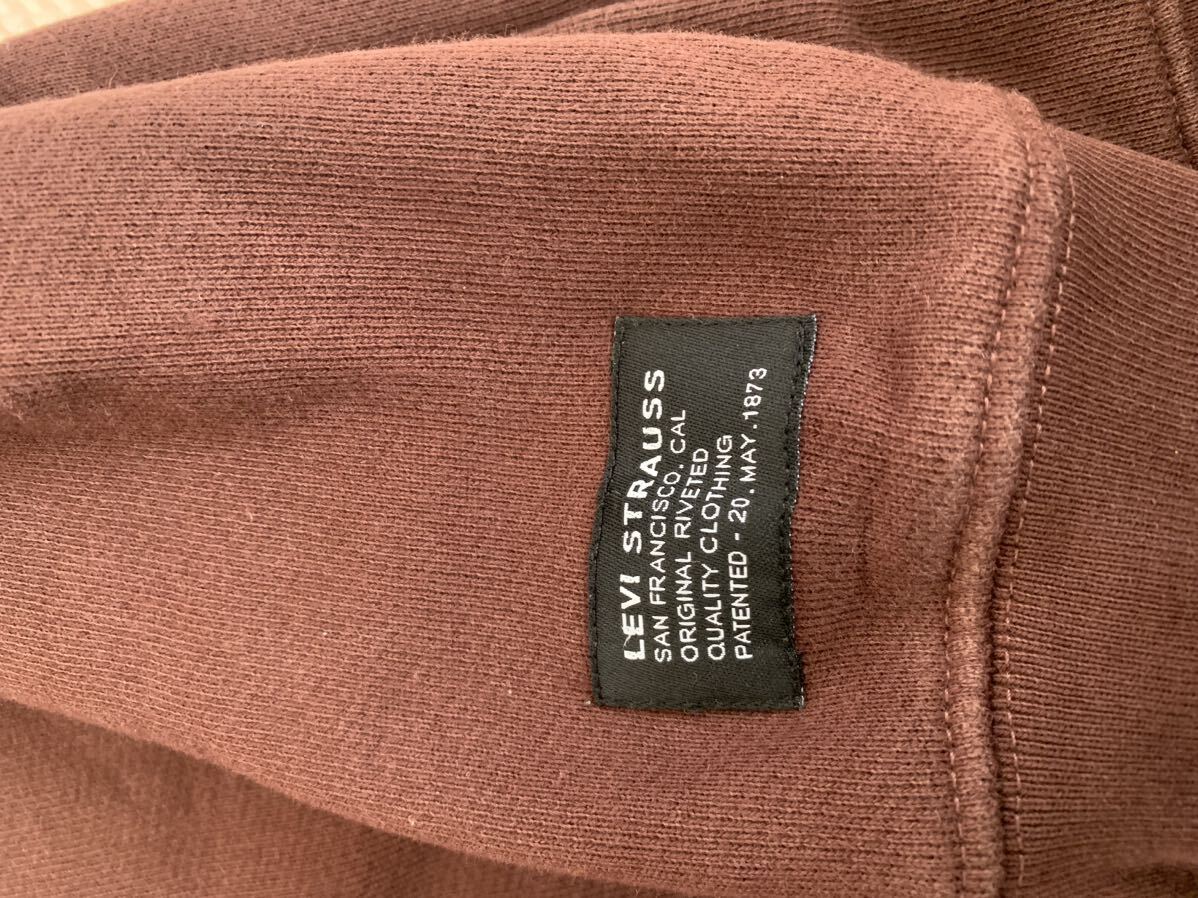 LEVI STRAUSS
SAN FRANCISCO, CAL
ORIGINAL RIVETED
QUALITY CLOTHING
PATENTED - 20. MAY. 1873